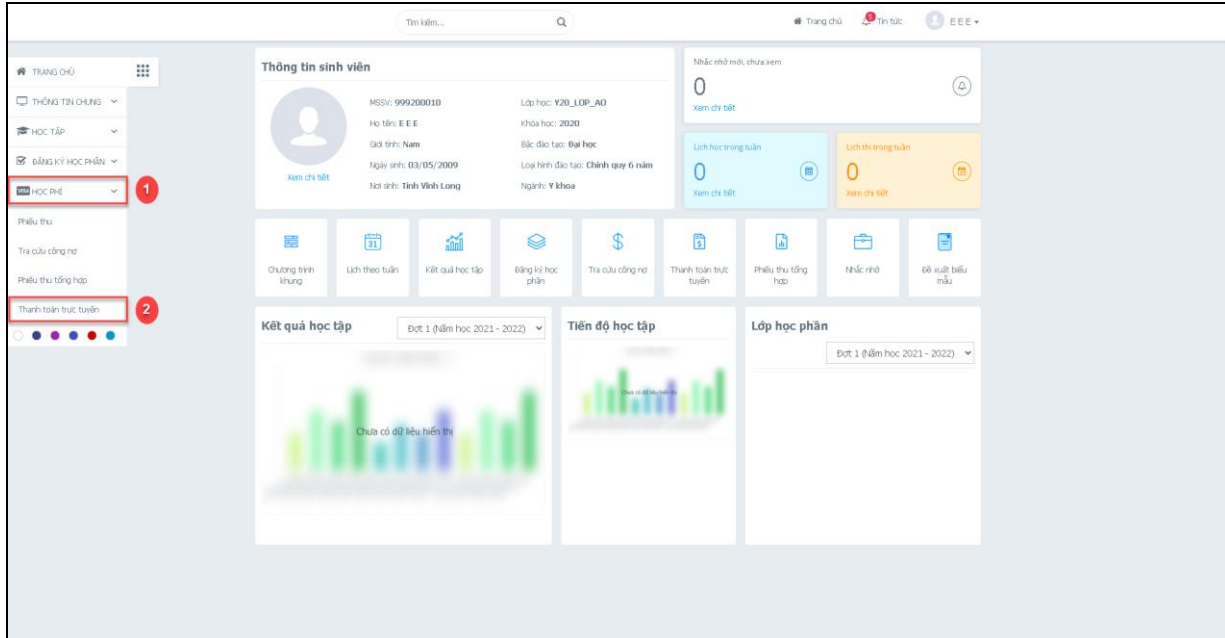 Tìm kiếm...
Trang chủ
Tin tức
E E E
TRANG CHỦ
THÔNG TIN CHUNG
HỌC TẬP
ĐĂNG KÝ HỌC PHẦN
HỌC PHÍ
1
Phiếu thu
Tra cứu công nợ
Phiếu thu tổng hợp
Thanh toán trực tuyến
2
Thông tin sinh viên
Xem chi tiết
MSSV: 999200010
Họ tên: E E E
Giới tính: Nam
Ngày sinh: 03/05/2009
Nơi sinh: Tỉnh Vĩnh Long
Lớp học: Y20_LOP_AO
Khóa học: 2020
Bậc đào tạo: Đại học
Loại hình đào tạo: Chính quy 6 năm
Ngành: Y khoa
Nhắc nhở mới, chưa xem
0
Xem chi tiết
Lịch học trong tuần
0
Xem chi tiết
Lịch thi trong tuần
0
Xem chi tiết
Chương trình
khung
31
Lịch theo tuần
Kết quả học tập
Đăng ký học
phần
Tra cứu công nợ
Thanh toán trực
tuyến
Phiếu thu tổng
hợp
Nhắc nhở
Đề xuất biểu
mẫu
Kết quả học tập
Đợt 1 (Năm học 2021 - 2022)
Chưa có dữ liệu hiển thị
Tiến độ học tập
Chưa có dữ liệu hiển thị
Lớp học phần
Đợt 1 (Năm học 2021 - 2022)